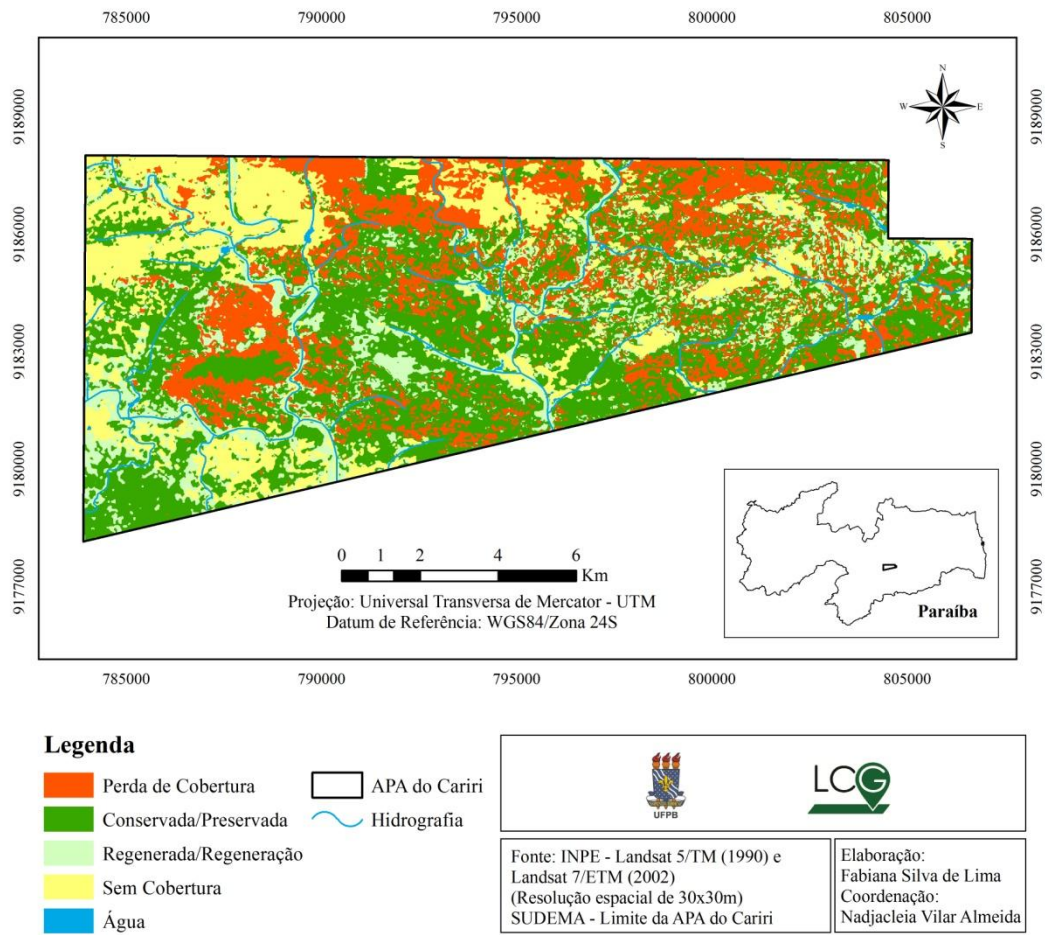 785000 790000 795000 800000 805000
N
W E
S
9189000 9189000
9186000 9186000
9183000 9183000
9180000 9180000
9177000 9177000
0 1 2 4 6
Km
Projeção: Universal Transversa de Mercator - UTM
Datum de Referência: WGS84/Zona 24S
Paraíba
785000 790000 795000 800000 805000
Legenda
Perda de Cobertura
Conservada/Preservada
Regenerada/Regeneração
Sem Cobertura
Água
APA do Cariri
Hidrografia
UFPB
LCG
Fonte: INPE - Landsat 5/TM (1990) e
Landsat 7/ETM (2002)
(Resolução espacial de 30x30m)
SUDEMA - Limite da APA do Cariri
Elaboração:
Fabiana Silva de Lima
Coordenação:
Nadjacleia Vilar Almeida